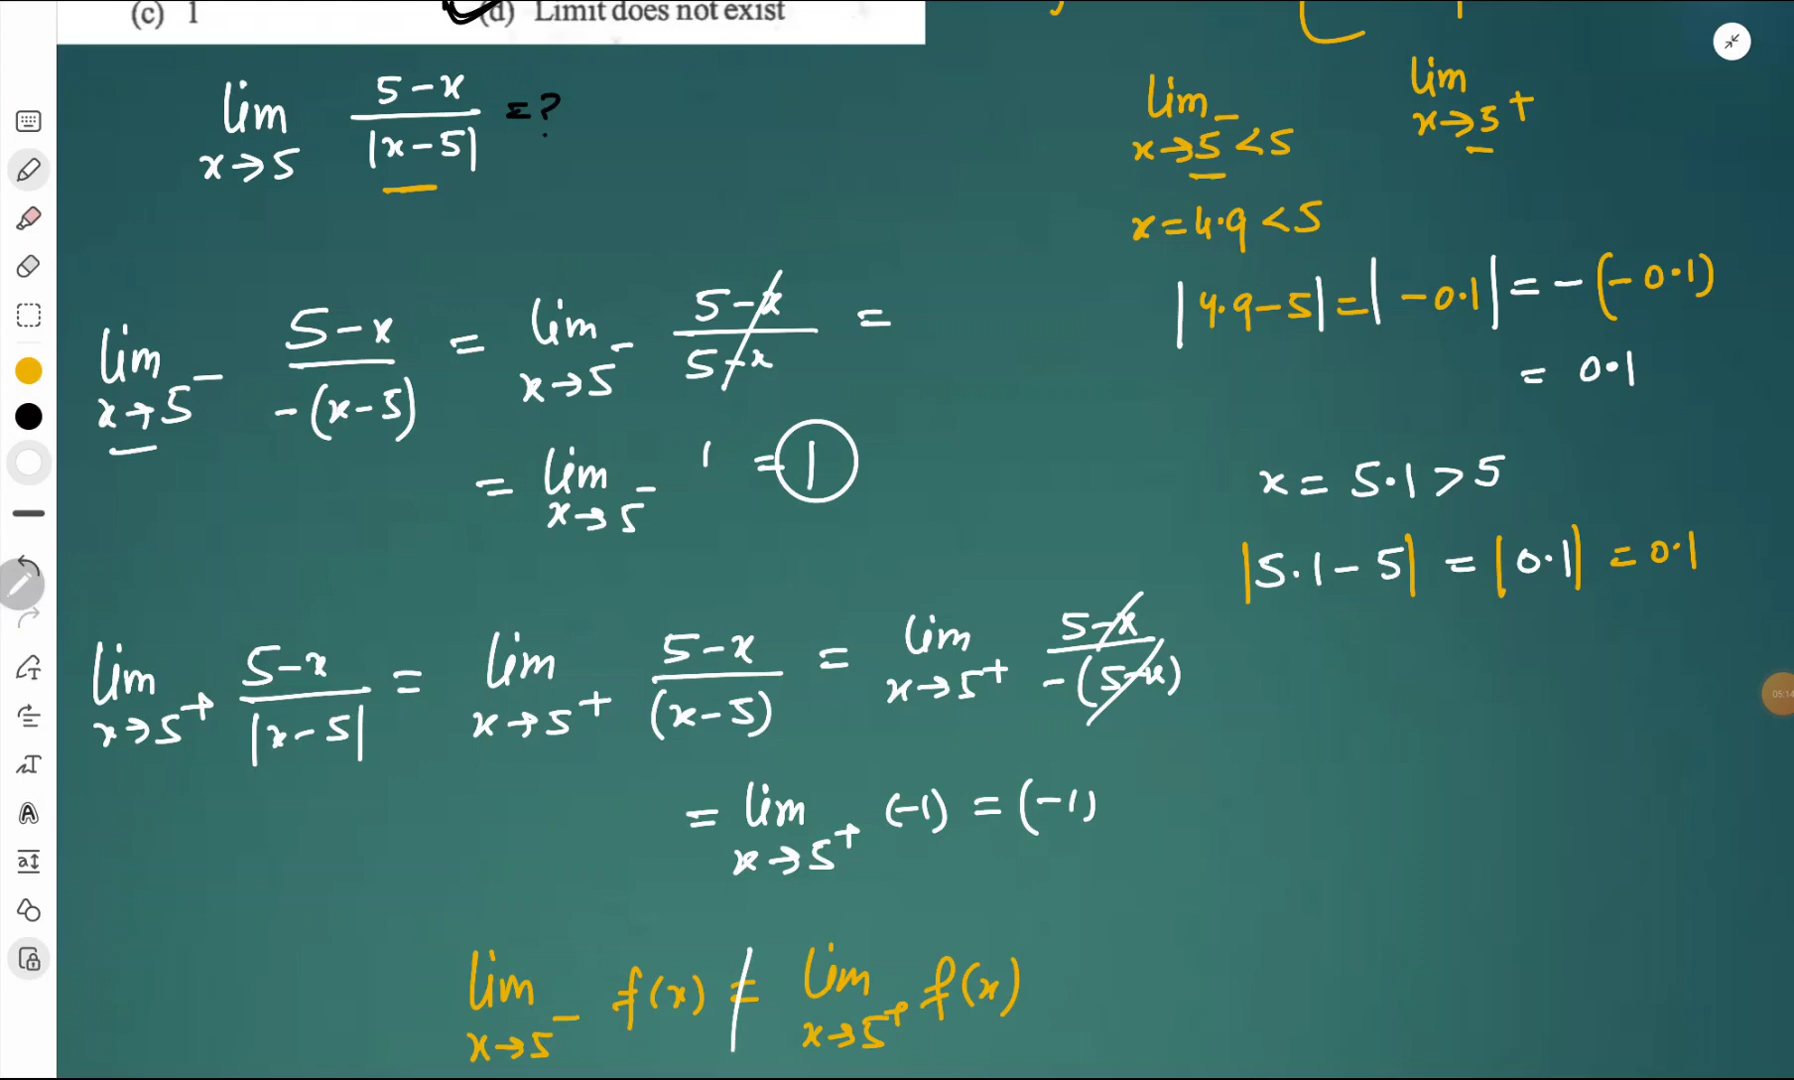 (c) 1 (d) Limit does not exist
lim x→5 (5-x)/|x-5| = ?
lim x→5⁻ (5-x)/-(x-5) = lim x→5⁻ (5-x)/(5-x) =
= lim x→5⁻ 1 = 1
lim x→5⁺ (5-x)/|x-5| = lim x→5⁺ (5-x)/(x-5) = lim x→5⁺ (5-x)/-(5-x)
= lim x→5⁺ (-1) = (-1)
lim x→5⁻ f(x) ≠ lim x→5⁺ f(x)
lim x→5⁻ <5 lim x→5⁺
x = 4.9 < 5
|4.9-5| = |-0.1| = -(-0.1)
= 0.1
x = 5.1 > 5
|5.1-5| = |0.1| = 0.1
05:14